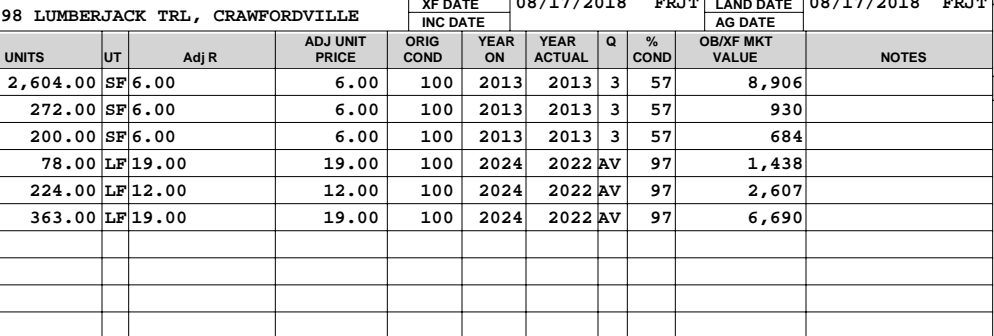 XF DATE 08/17/2018 FRJT LAND DATE 08/17/2018 FRJT
98 LUMBERJACK TRL, CRAWFORDVILLE INC DATE AG DATE
UNITS UT Adj R ADJ UNIT PRICE ORIG COND YEAR ON YEAR ACTUAL Q % COND OB/XF MKT VALUE NOTES
2,604.00 SF 6.00 6.00 100 2013 2013 3 57 8,906
272.00 SF 6.00 6.00 100 2013 2013 3 57 930
200.00 SF 6.00 6.00 100 2013 2013 3 57 684
78.00 LF 19.00 19.00 100 2024 2022 AV 97 1,438
224.00 LF 12.00 12.00 100 2024 2022 AV 97 2,607
363.00 LF 19.00 19.00 100 2024 2022 AV 97 6,690